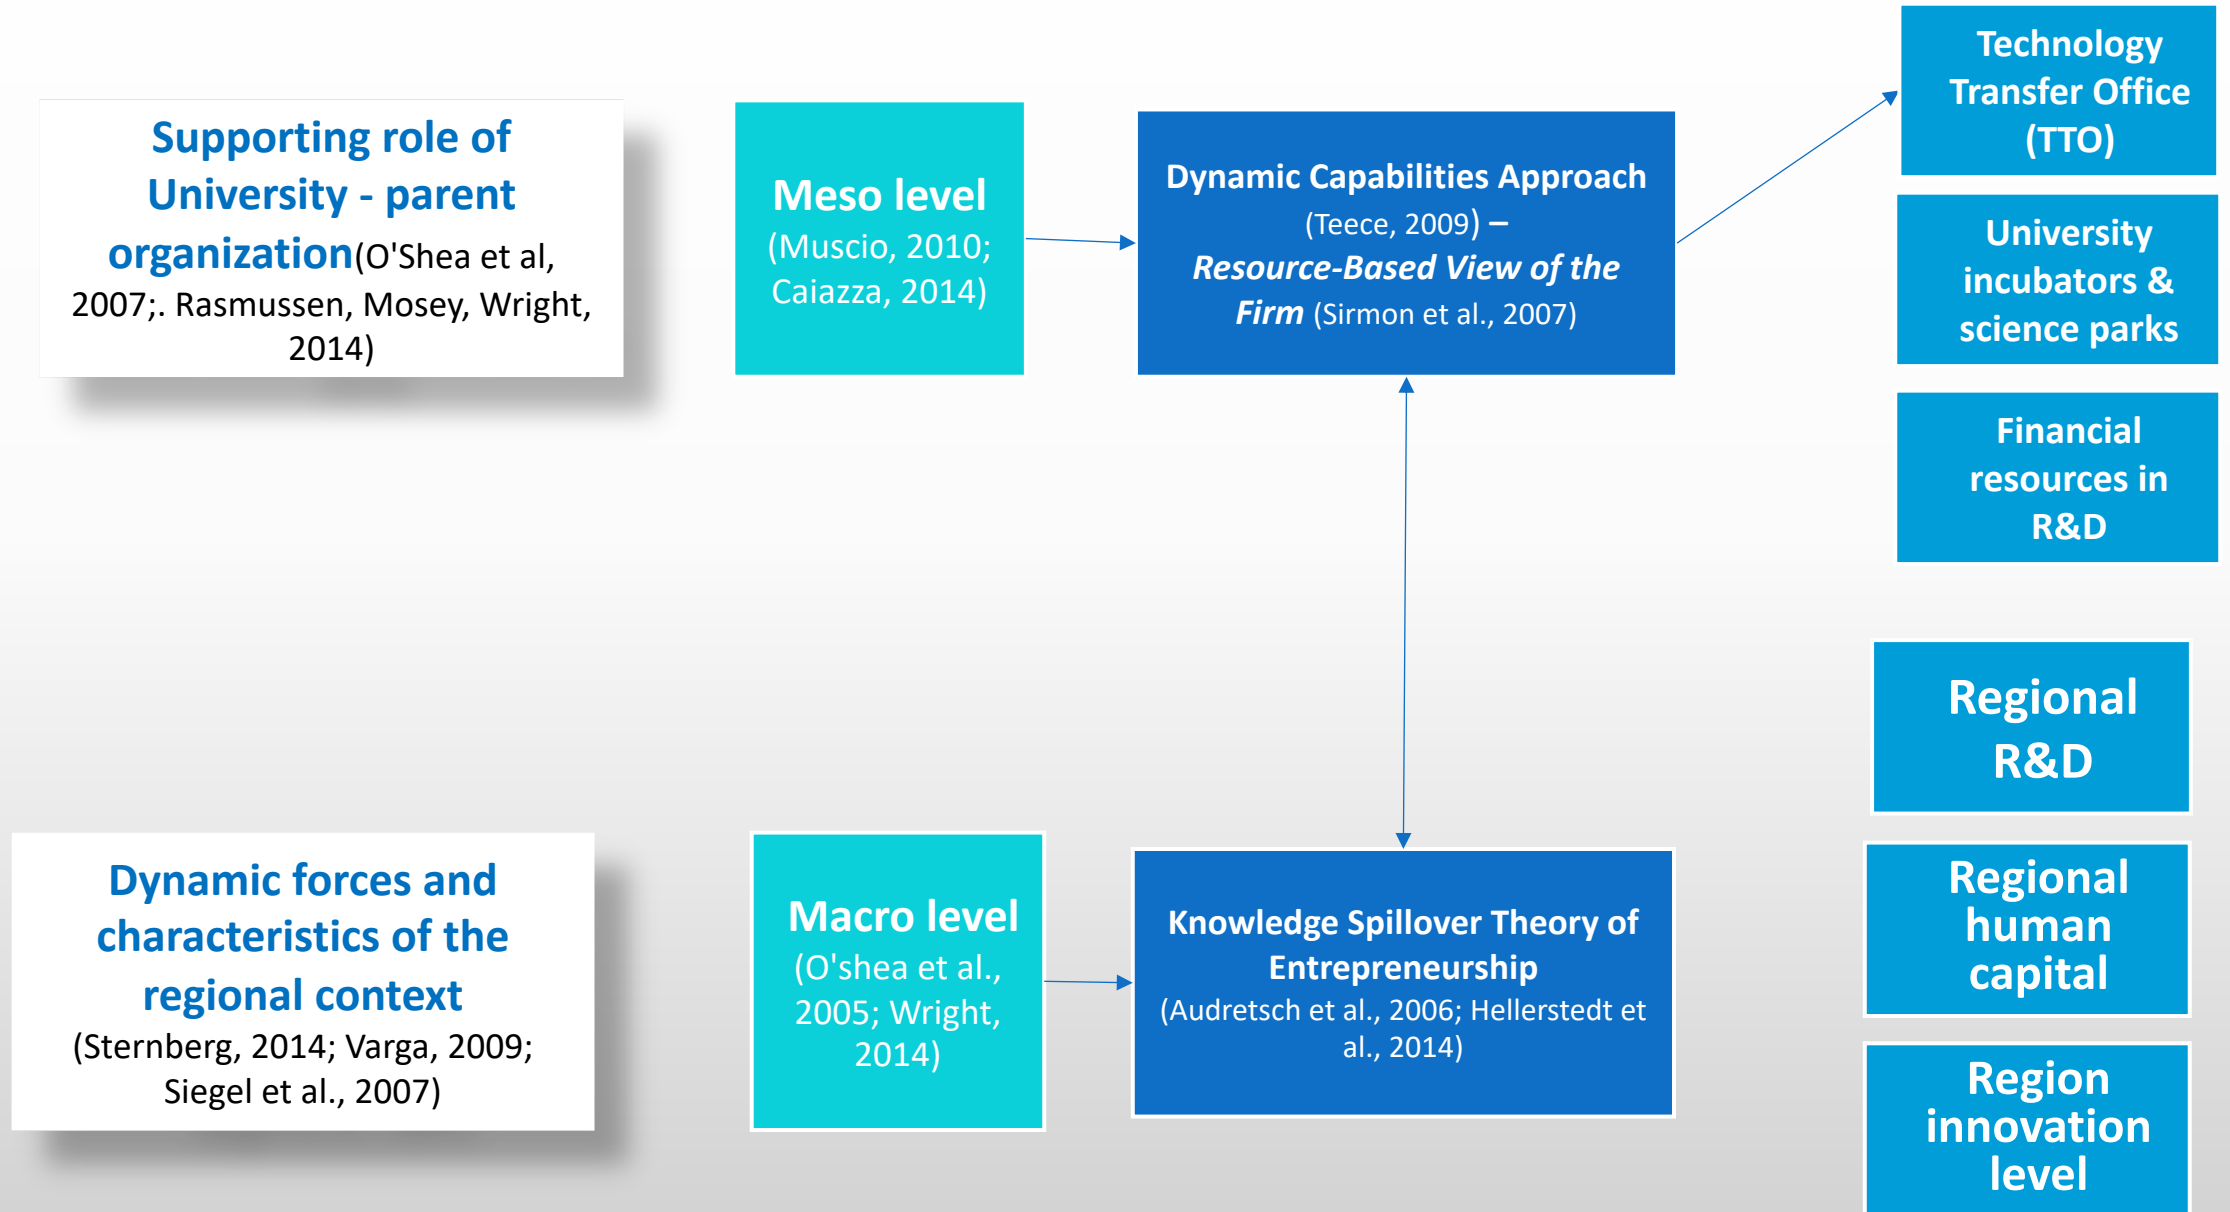 Supporting role of
University - parent
organization(O'Shea et al,
2007;. Rasmussen, Mosey, Wright,
2014)
Meso level
(Muscio, 2010;
Caiazza, 2014)
Dynamic Capabilities Approach
(Teece, 2009) –
Resource-Based View of the
Firm (Sirmon et al., 2007)
Technology
Transfer Office
(TTO)
University
incubators &
science parks
Financial
resources in
R&D
Dynamic forces and
characteristics of the
regional context
(Sternberg, 2014; Varga, 2009;
Siegel et al., 2007)
Macro level
(O'shea et al.,
2005; Wright,
2014)
Knowledge Spillover Theory of
Entrepreneurship
(Audretsch et al., 2006; Hellerstedt et
al., 2014)
Regional
R&D
Regional
human
capital
Region
innovation
level